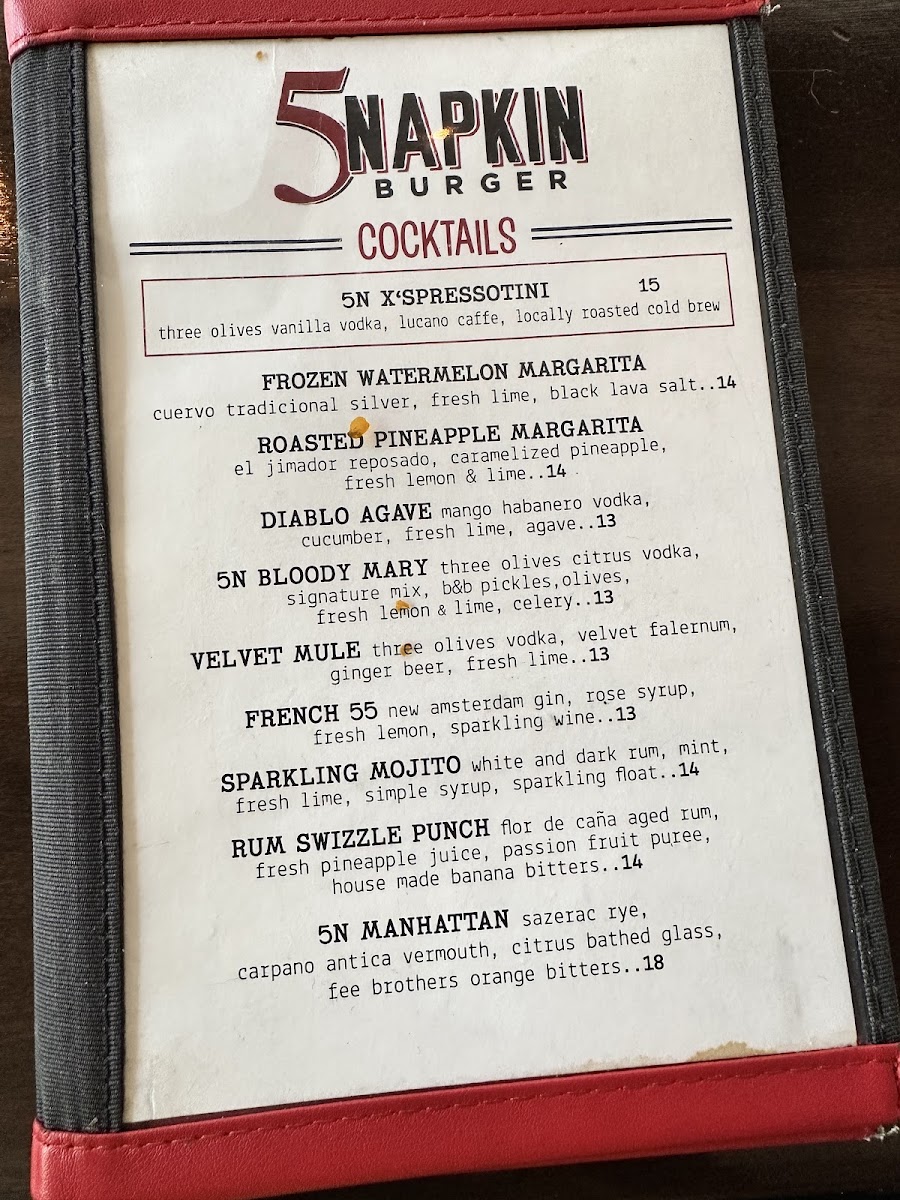 5NAPKIN
BURGER
COCKTAILS
5N X‘SPRESSOTINI 15
three olives vanilla vodka, lucano caffe, locally roasted cold brew
FROZEN WATERMELON MARGARITA
cuervo tradicional silver, fresh lime, black lava salt..14
ROASTED PINEAPPLE MARGARITA
el jimador reposado, caramelized pineapple,
fresh lemon & lime..14
DIABLO AGAVE mango habanero vodka,
cucumber, fresh lime, agave..13
5N BLOODY MARY three olives citrus vodka,
signature mix, b&b pickles,olives,
fresh lemon & lime, celery..13
VELVET MULE three olives vodka, velvet falernum,
ginger beer, fresh lime..13
FRENCH 55 new amsterdam gin, rose syrup,
fresh lemon, sparkling wine..13
SPARKLING MOJITO white and dark rum, mint,
fresh lime, simple syrup, sparkling float..14
RUM SWIZZLE PUNCH flor de caña aged rum,
fresh pineapple juice, passion fruit puree,
house made banana bitters..14
5N MANHATTAN sazerac rye,
carpano antica vermouth, citrus bathed glass,
fee brothers orange bitters..18